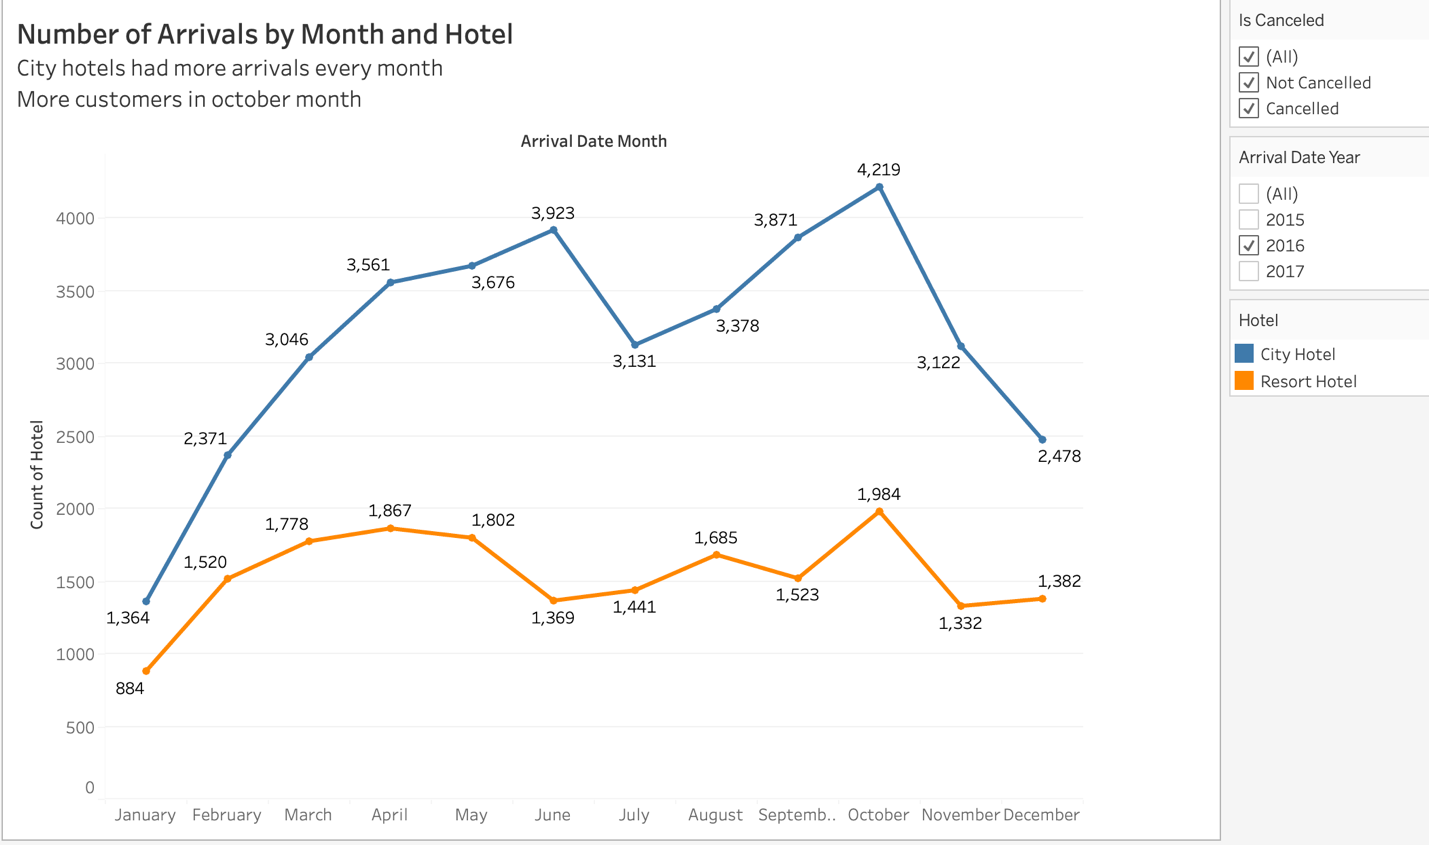 Number of Arrivals by Month and Hotel
City hotels had more arrivals every month
More customers in october month
Arrival Date Month
Count of Hotel
4000
3500
3000
2500
2000
1500
1000
500
0
1,364
2,371
3,046
3,561
3,676
3,923
3,131
3,378
3,871
4,219
3,122
2,478
884
1,520
1,778
1,867
1,802
1,369
1,441
1,685
1,523
1,984
1,332
1,382
January February March April May June July August Septemb.. October November December
Is Canceled
(All)
Not Cancelled
Cancelled
Arrival Date Year
(All)
2015
2016
2017
Hotel
City Hotel
Resort Hotel